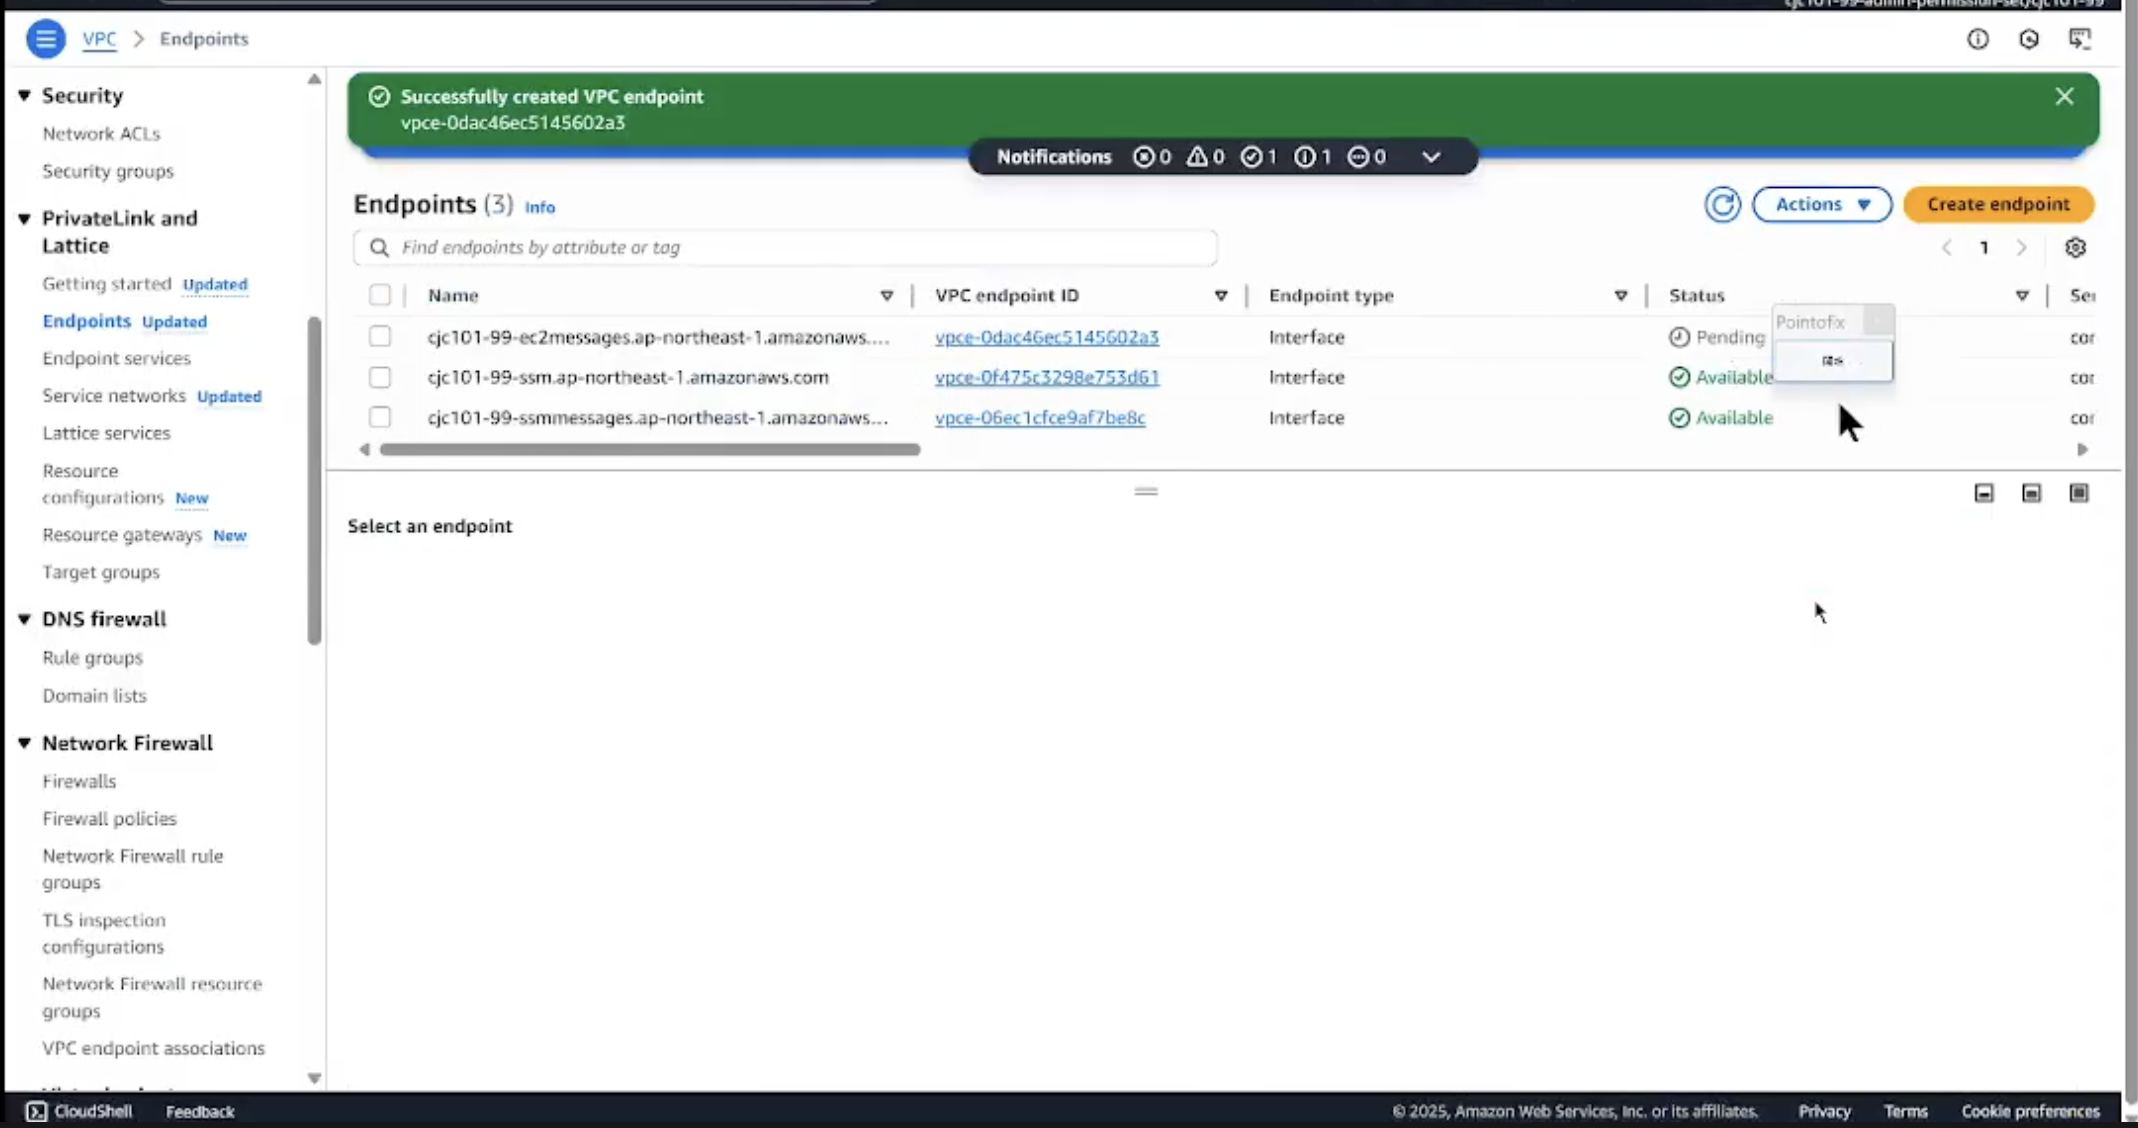 VPC > Endpoints
Security
Network ACLs
Security groups
PrivateLink and
Lattice
Getting started Updated
Endpoints Updated
Endpoint services
Service networks Updated
Lattice services
Resource
configurations New
Resource gateways New
Target groups
DNS firewall
Rule groups
Domain lists
Network Firewall
Firewalls
Firewall policies
Network Firewall rule
groups
TLS inspection
configurations
Network Firewall resource
groups
VPC endpoint associations
Successfully created VPC endpoint
vpce-0dac46ec5145602a3
Notifications 0 0 1 1 0
Endpoints (3) Info
Actions Create endpoint
Find endpoints by attribute or tag
1
Name VPC endpoint ID Endpoint type Status
cjc101-99-ec2messages.ap-northeast-1.amazonaws.... vpce-0dac46ec5145602a3 Interface Pending
cjc101-99-ssm.ap-northeast-1.amazonaws.com vpce-0f475c3298e753d61 Interface Available
cjc101-99-ssmmessages.ap-northeast-1.amazonaws... vpce-06ec1cfce9af7be8c Interface Available
Pointofix
Select an endpoint
CloudShell Feedback
© 2025, Amazon Web Services, Inc. or its affiliates. Privacy Terms Cookie preferences